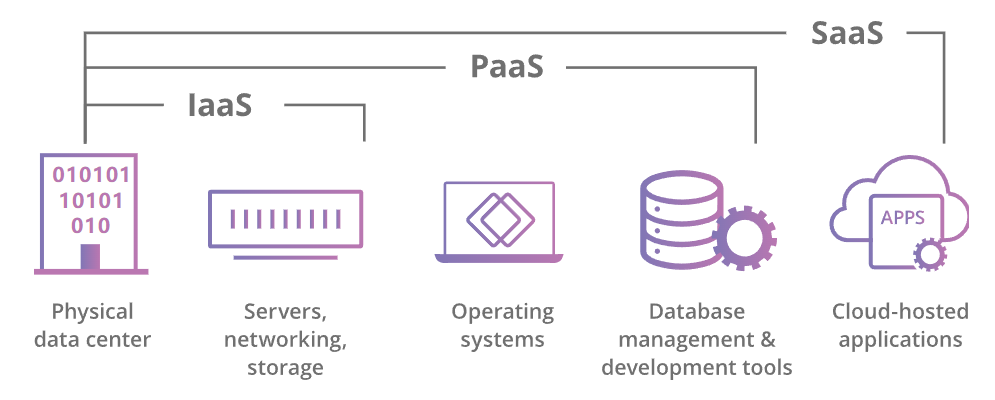 SaaS
PaaS
IaaS
010101
10101
010
APPS
Physical
data center
Servers,
networking,
storage
Operating
systems
Database
management &
development tools
Cloud-hosted
applications